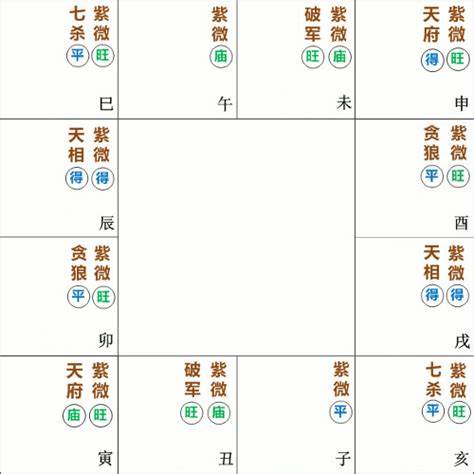 紫微旺
七杀平
巳
紫微庙
午
紫微庙
破军旺
未
紫微旺
天府得
申
紫微得
天相得
辰
紫微旺
贪狼平
酉
紫微旺
贪狼平
卯
紫微得
天相得
戌
紫微旺
天府庙
寅
紫微庙
破军旺
丑
紫微平
子
紫微旺
七杀平
亥